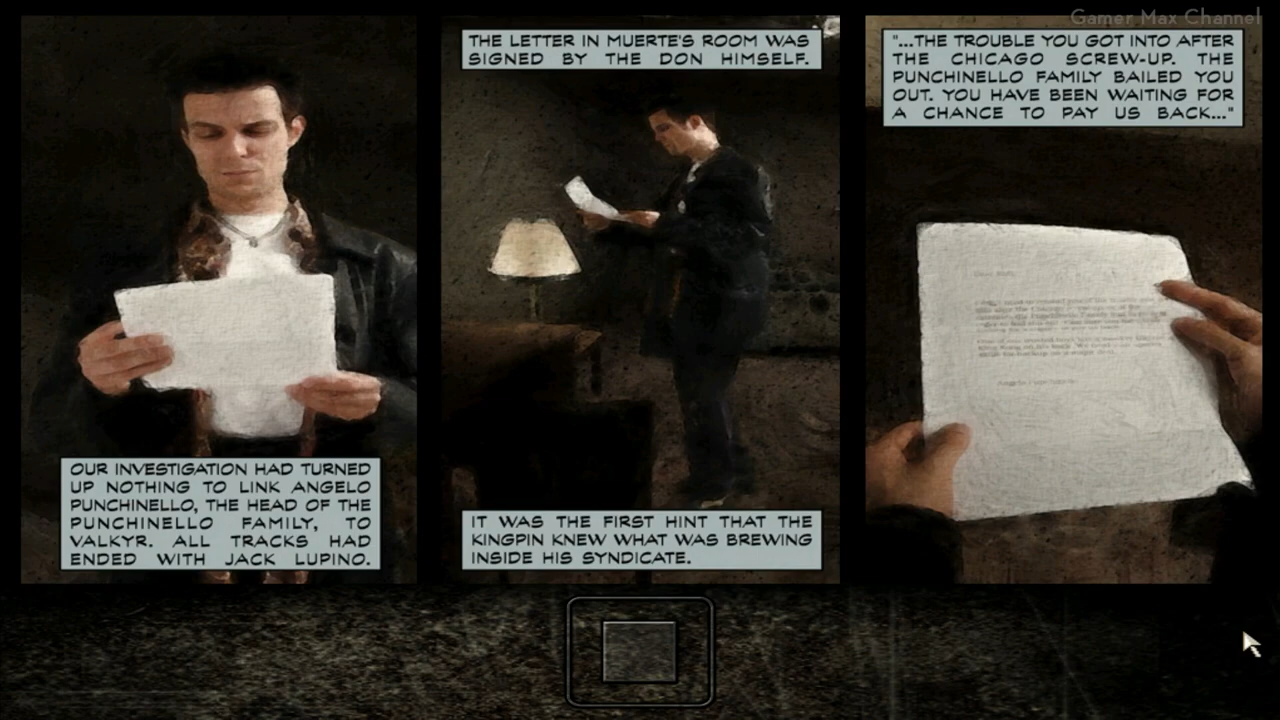 Gamer Max Channel
OUR INVESTIGATION HAD TURNED
UP NOTHING TO LINK ANGELO
PUNCHINELLO, THE HEAD OF THE
PUNCHINELLO FAMILY, TO
VALKYR. ALL TRACKS HAD
ENDED WITH JACK LUPINO.
THE LETTER IN MUERTE'S ROOM WAS
SIGNED BY THE DON HIMSELF.
IT WAS THE FIRST HINT THAT THE
KINGPIN KNEW WHAT WAS BREWING
INSIDE HIS SYNDICATE.
"...THE TROUBLE YOU GOT INTO AFTER
THE CHICAGO SCREW-UP. THE
PUNCHINELLO FAMILY BAILED YOU
OUT. YOU HAVE BEEN WAITING FOR
A CHANCE TO PAY US BACK..."